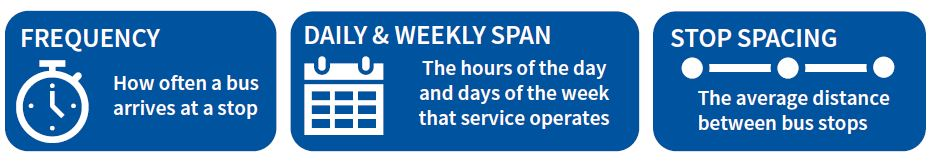 FREQUENCY
How often a bus
arrives at a stop
DAILY & WEEKLY SPAN
The hours of the day
and days of the week
that service operates
STOP SPACING
The average distance
between bus stops